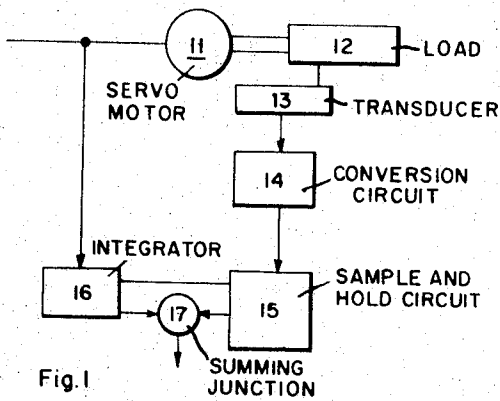 11
12
LOAD
SERVO
MOTOR
13
TRANSDUCER
14
CONVERSION
CIRCUIT
INTEGRATOR
16
17
15
SAMPLE AND
HOLD CIRCUIT
SUMMING
JUNCTION
Fig.1